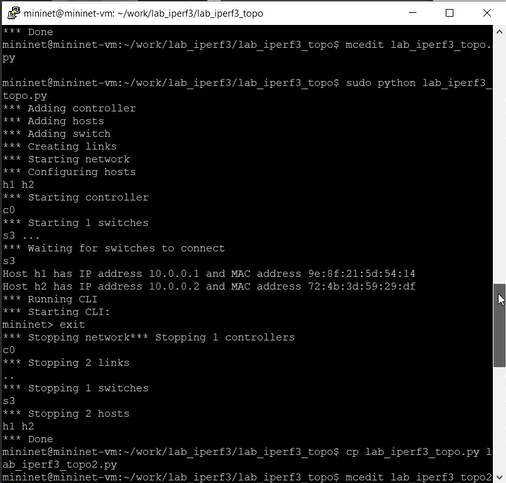 mininet@mininet-vm: ~/work/lab_iperf3/lab_iperf3_topo
*** Done
mininet@mininet-vm:~/work/lab_iperf3/lab_iperf3_topo$ mcedit lab_iperf3_topo.
py
mininet@mininet-vm:~/work/lab_iperf3/lab_iperf3_topo$ sudo python lab_iperf3_
topo.py
*** Adding controller
*** Adding hosts
*** Adding switch
*** Creating links
*** Starting network
*** Configuring hosts
h1 h2
*** Starting controller
c0
*** Starting 1 switches
s3 ...
*** Waiting for switches to connect
s3
Host h1 has IP address 10.0.0.1 and MAC address 9e:8f:21:5d:54:14
Host h2 has IP address 10.0.0.2 and MAC address 72:4b:3d:59:29:df
*** Running CLI
*** Starting CLI:
mininet> exit
*** Stopping network*** Stopping 1 controllers
c0
*** Stopping 2 links
..
*** Stopping 1 switches
s3
*** Stopping 2 hosts
h1 h2
*** Done
mininet@mininet-vm:~/work/lab_iperf3/lab_iperf3_topo$ cp lab_iperf3_topo.py l
ab_iperf3_topo2.py
mininet@mininet-vm:~/work/lab_iperf3/lab_iperf3_topo$ mcedit lab_iperf3_topo2